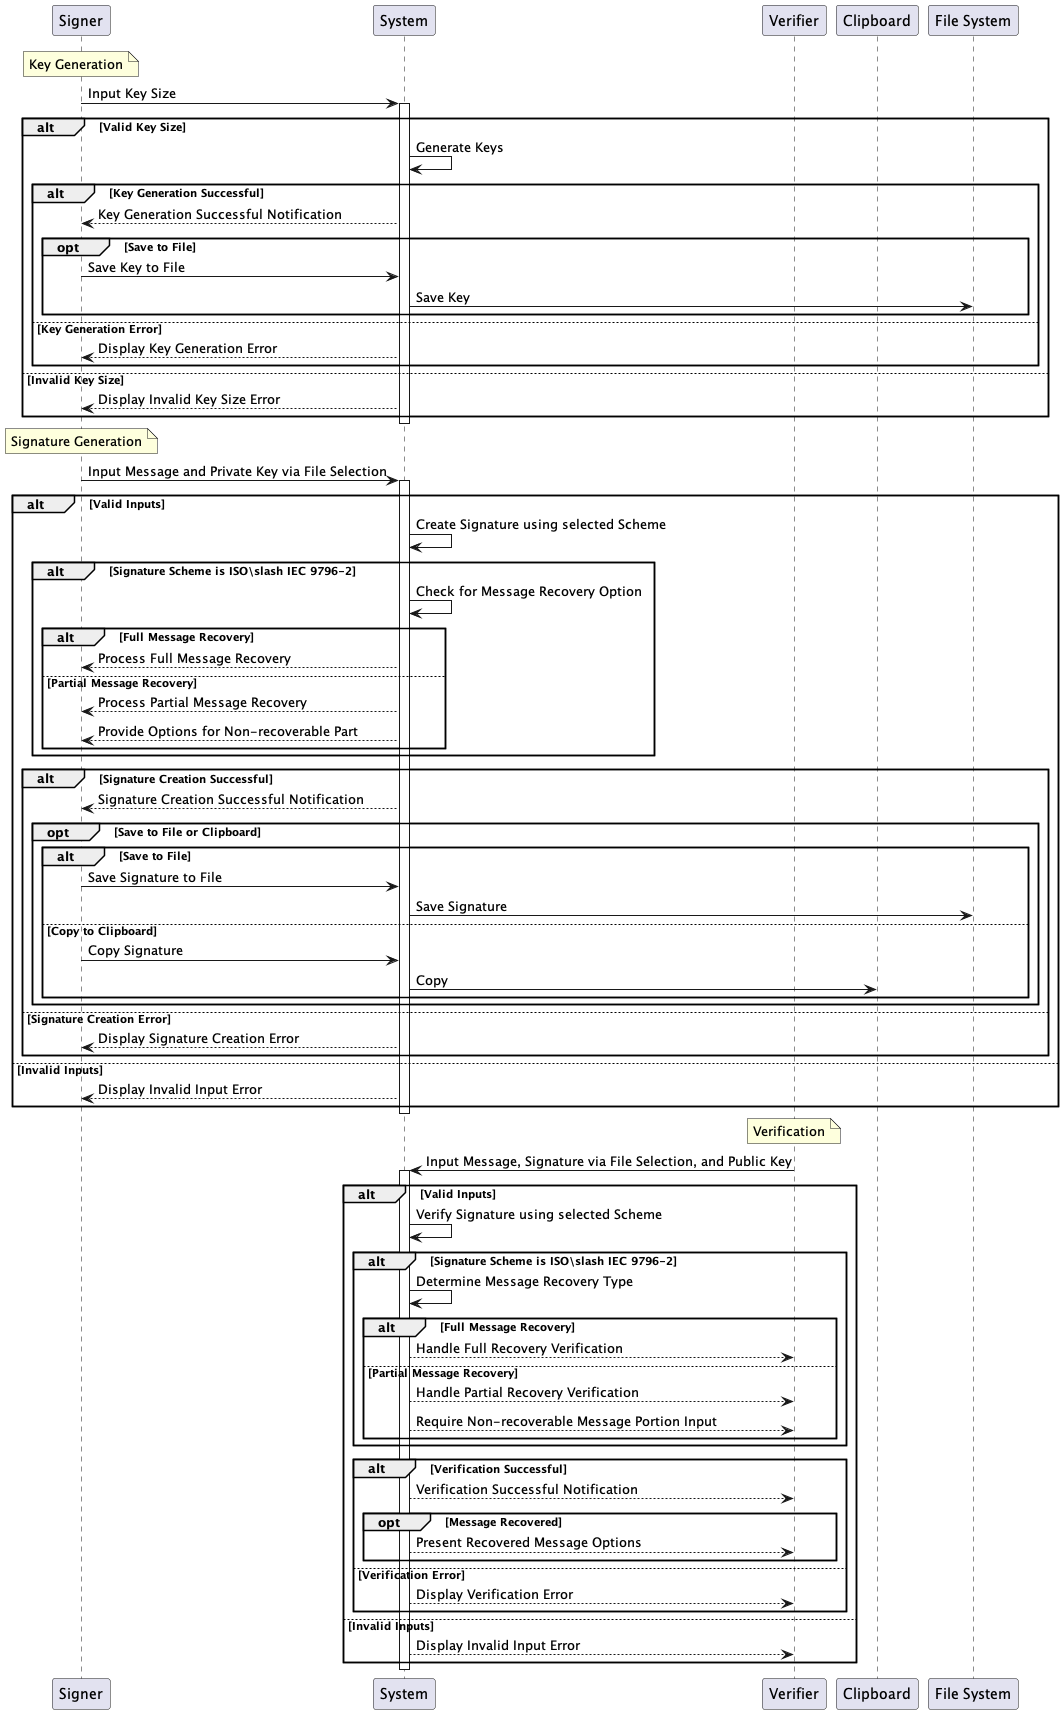 Signer System Verifier Clipboard File System
Key Generation
Input Key Size
alt [Valid Key Size]
Generate Keys
alt [Key Generation Successful]
Key Generation Successful Notification
opt [Save to File]
Save Key to File
Save Key
[Key Generation Error]
Display Key Generation Error
[Invalid Key Size]
Display Invalid Key Size Error
Signature Generation
Input Message and Private Key via File Selection
alt [Valid Inputs]
Create Signature using selected Scheme
alt [Signature Scheme is ISO\slash IEC 9796-2]
Check for Message Recovery Option
alt [Full Message Recovery]
Process Full Message Recovery
[Partial Message Recovery]
Process Partial Message Recovery
Provide Options for Non-recoverable Part
alt [Signature Creation Successful]
Signature Creation Successful Notification
opt [Save to File or Clipboard]
alt [Save to File]
Save Signature to File
Save Signature
[Copy to Clipboard]
Copy Signature
Copy
[Signature Creation Error]
Display Signature Creation Error
[Invalid Inputs]
Display Invalid Input Error
Verification
Input Message, Signature via File Selection, and Public Key
alt [Valid Inputs]
Verify Signature using selected Scheme
alt [Signature Scheme is ISO\slash IEC 9796-2]
Determine Message Recovery Type
alt [Full Message Recovery]
Handle Full Recovery Verification
[Partial Message Recovery]
Handle Partial Recovery Verification
Require Non-recoverable Message Portion Input
alt [Verification Successful]
Verification Successful Notification
opt [Message Recovered]
Present Recovered Message Options
[Verification Error]
Display Verification Error
[Invalid Inputs]
Display Invalid Input Error
Signer System Verifier Clipboard File System